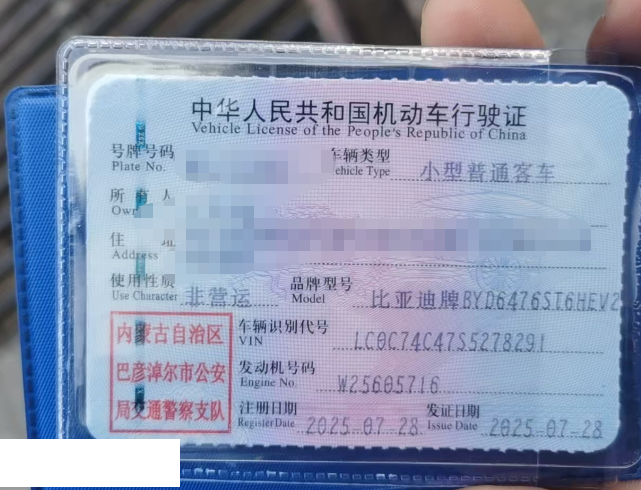 中华人民共和国机动车行驶证
Vehicle License of the People's Republic of China
号牌号码 车辆类型 小型普通客车
Plate No. ehicle Type
所有人
Own
住 址
Address
使用性质 非营运 品牌型号 比亚迪牌BYD6476ST6HEV2
Use Character Model
内蒙古自治区
巴彦淖尔市公安
局交通警察支队
车辆识别代号 LC0C74C47S5278291
VIN
发动机号码 W25605716
Engine No.
注册日期 2025-07-28 发证日期 2025-07-28
Register Date Issue Date